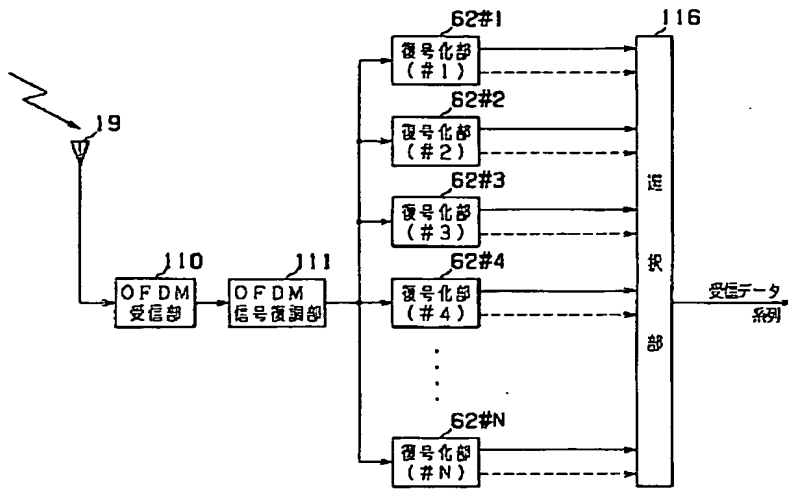 62#1
116
復号化部
(#1)
62#2
19
復号化部
(#2)
62#3
復号化部
(#3)
選択部
110
111
62#4
OFDM
受信部
OFDM
信号復調部
復号化部
(#4)
受信データ
系列
62#N
復号化部
(#N)